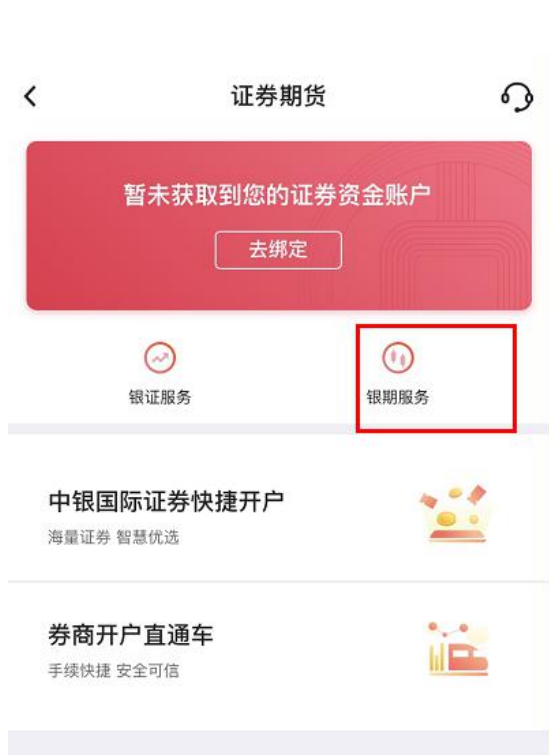 证券期货
暂未获取到您的证券资金账户
去绑定
银证服务
银期服务
中银国际证券快捷开户
海量证券 智慧优选
券商开户直通车
手续快捷 安全可信